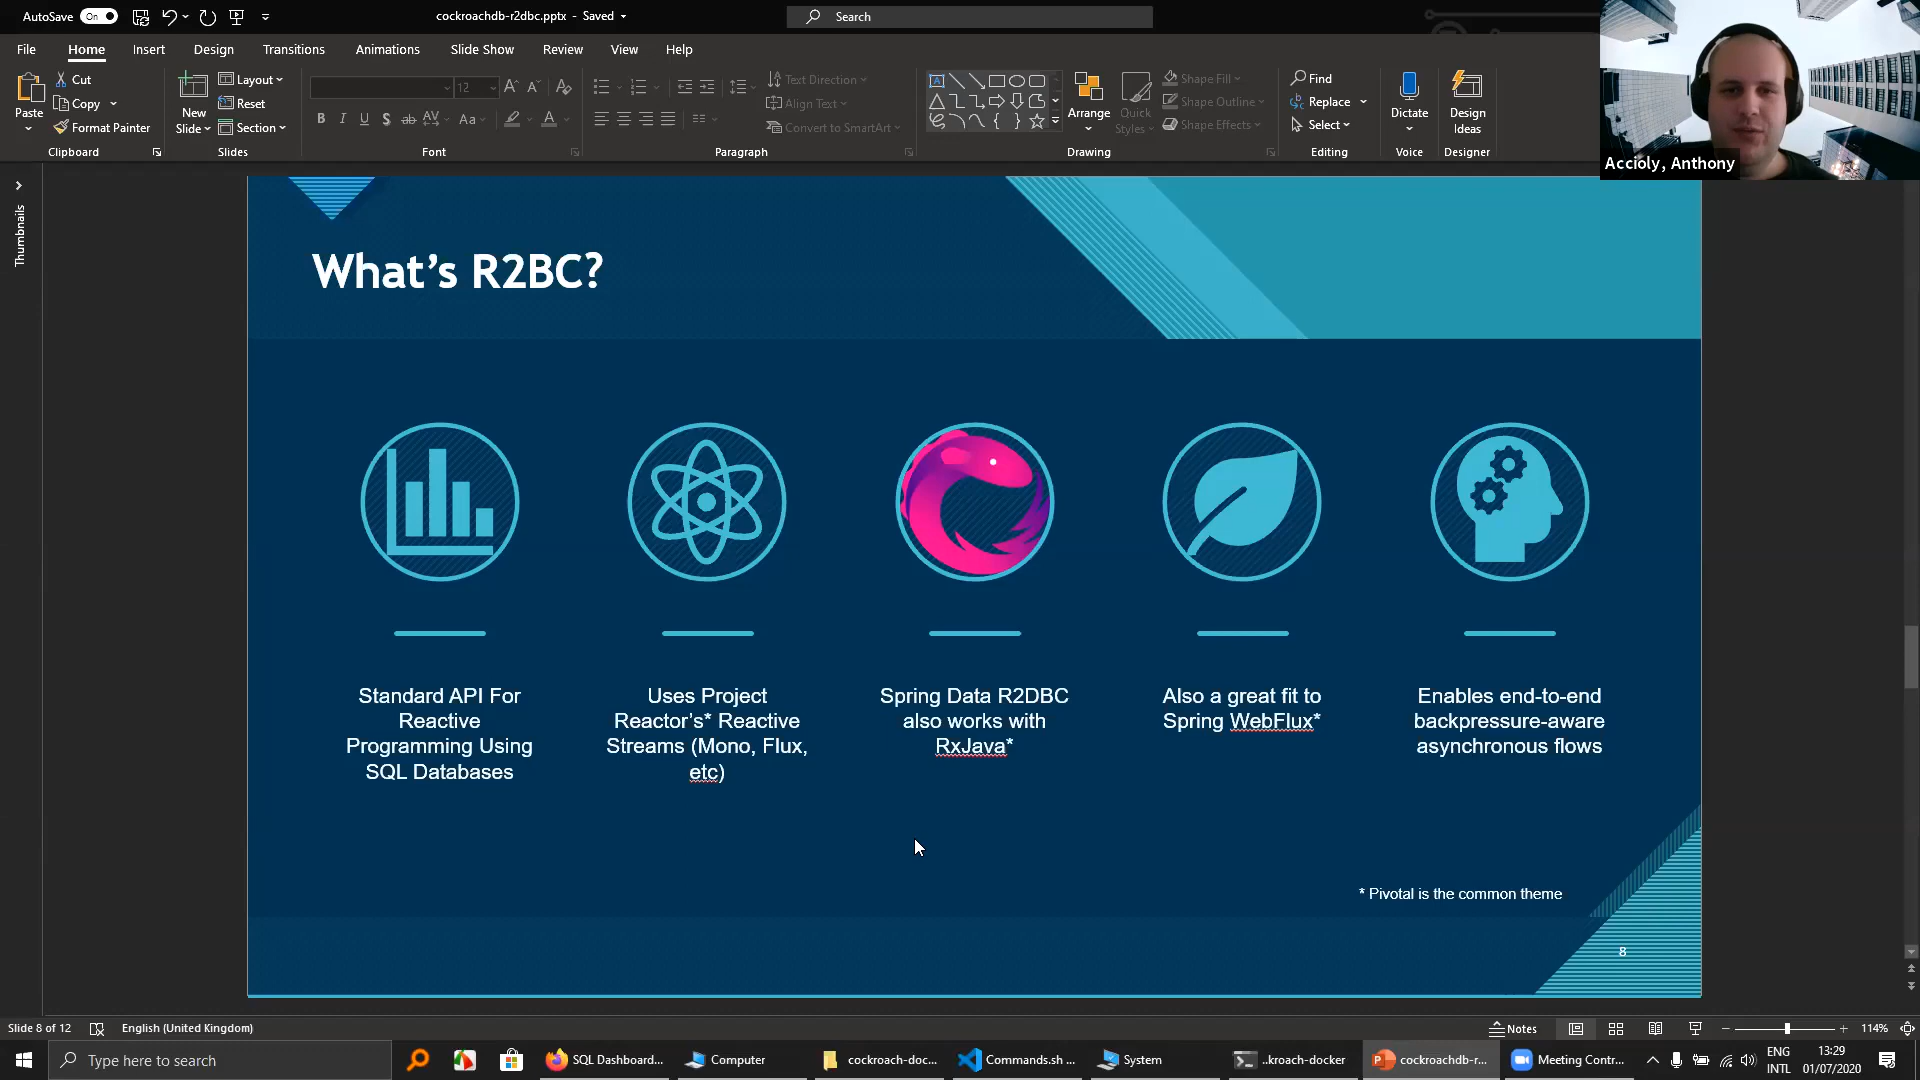 AutoSave On cockroachdb-r2dbc.pptx - Saved Search
File Home Insert Design Transitions Animations Slide Show Review View Help
Paste
Cut
Copy
Format Painter
Clipboard
New Slide
Layout
Reset
Section
Slides
12
Font
Text Direction
Align Text
Convert to SmartArt
Paragraph
Arrange
Quick Styles
Shape Fill
Shape Outline
Shape Effects
Drawing
Find
Replace
Select
Editing
Dictate
Voice
Design Ideas
Designer
Accioly, Anthony
Thumbnails
What's R2BC?
Standard API For
Reactive
Programming Using
SQL Databases
Uses Project
Reactor's* Reactive
Streams (Mono, Flux,
etc)
Spring Data R2DBC
also works with
RxJava*
Also a great fit to
Spring WebFlux*
Enables end-to-end
backpressure-aware
asynchronous flows
* Pivotal is the common theme
8
Slide 8 of 12 English (United Kingdom) Notes 114%
Type here to search SQL Dashboard... Computer cockroach-doc... Commands.sh ... System ..kroach-docker cockroachdb-r... Meeting Contr...
ENG
INTL
13:29
01/07/2020